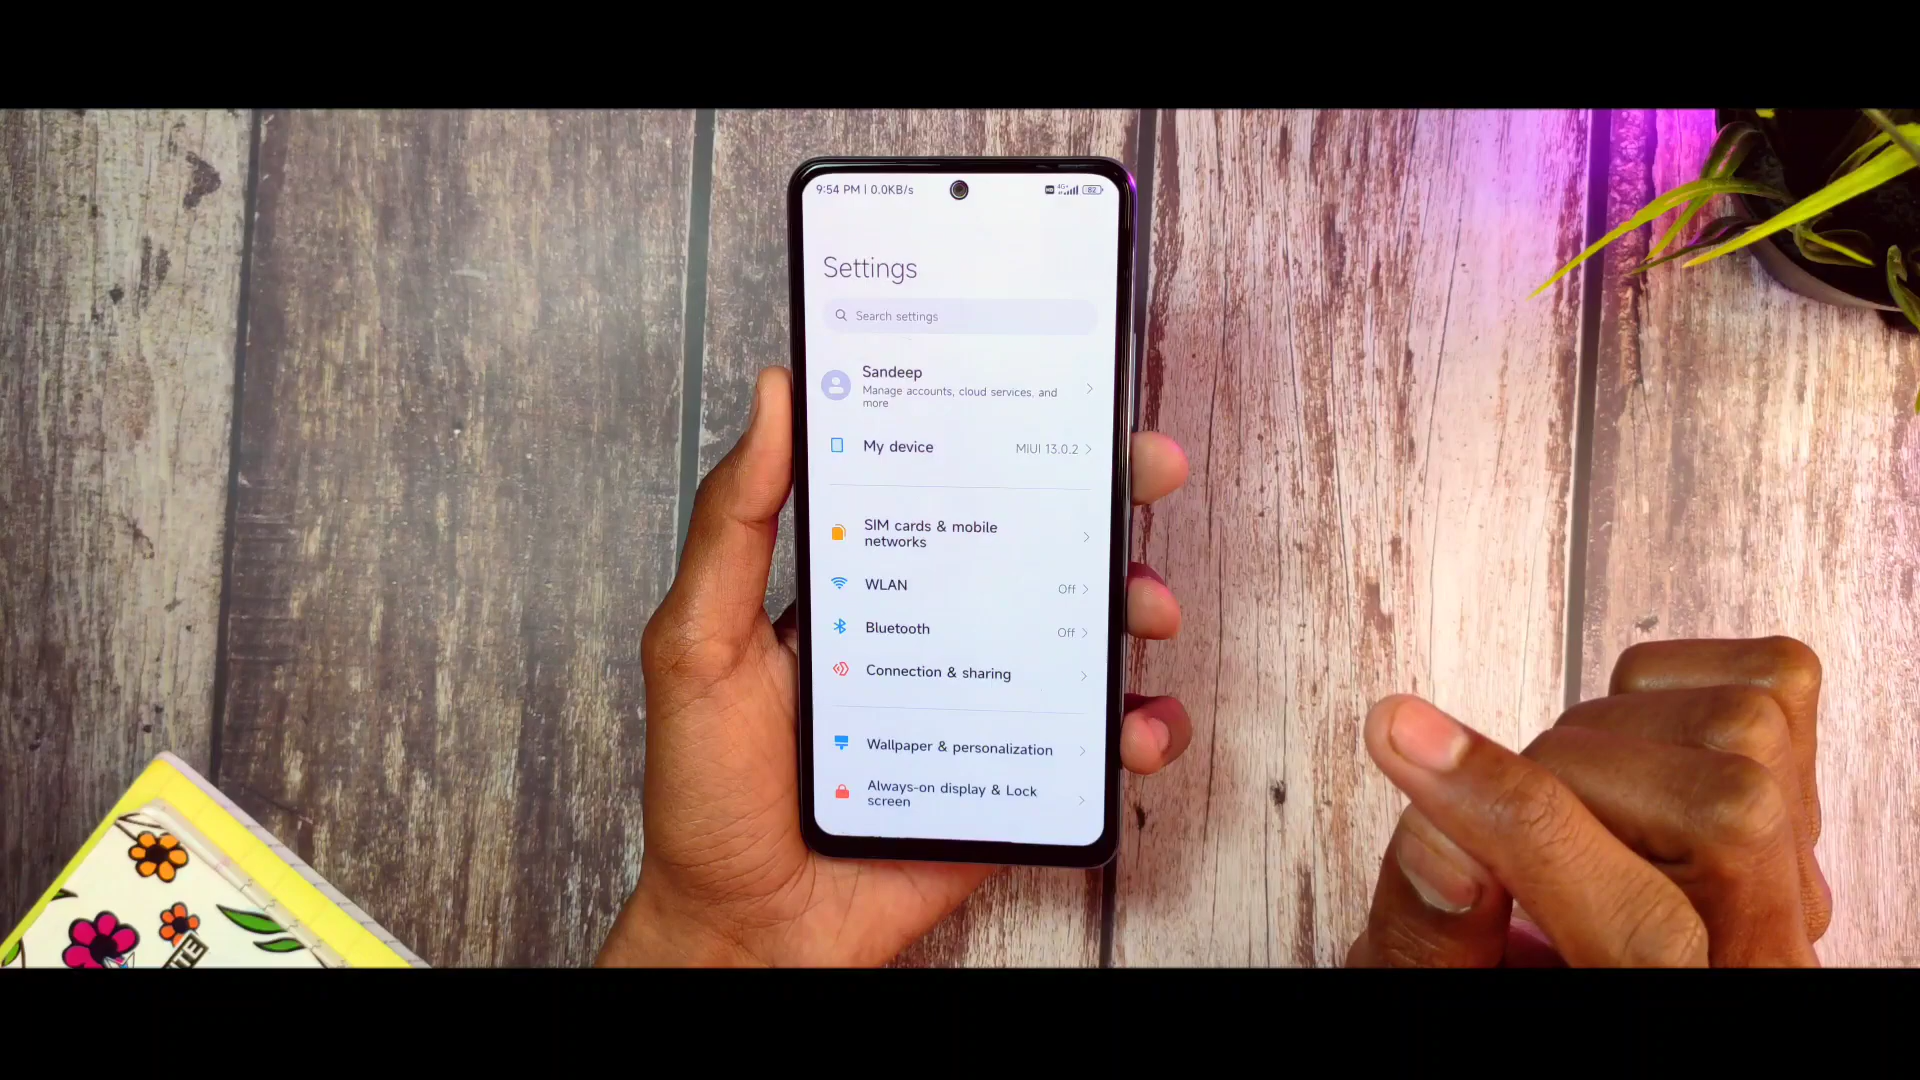 9:54 PM | 0.0KB/s
4G+
82
Settings
Search settings
Sandeep
Manage accounts, cloud services, and
more
My device
MIUI 13.0.2
SIM cards & mobile
networks
WLAN
Off
Bluetooth
Off
Connection & sharing
Wallpaper & personalization
Always-on display & Lock
screen